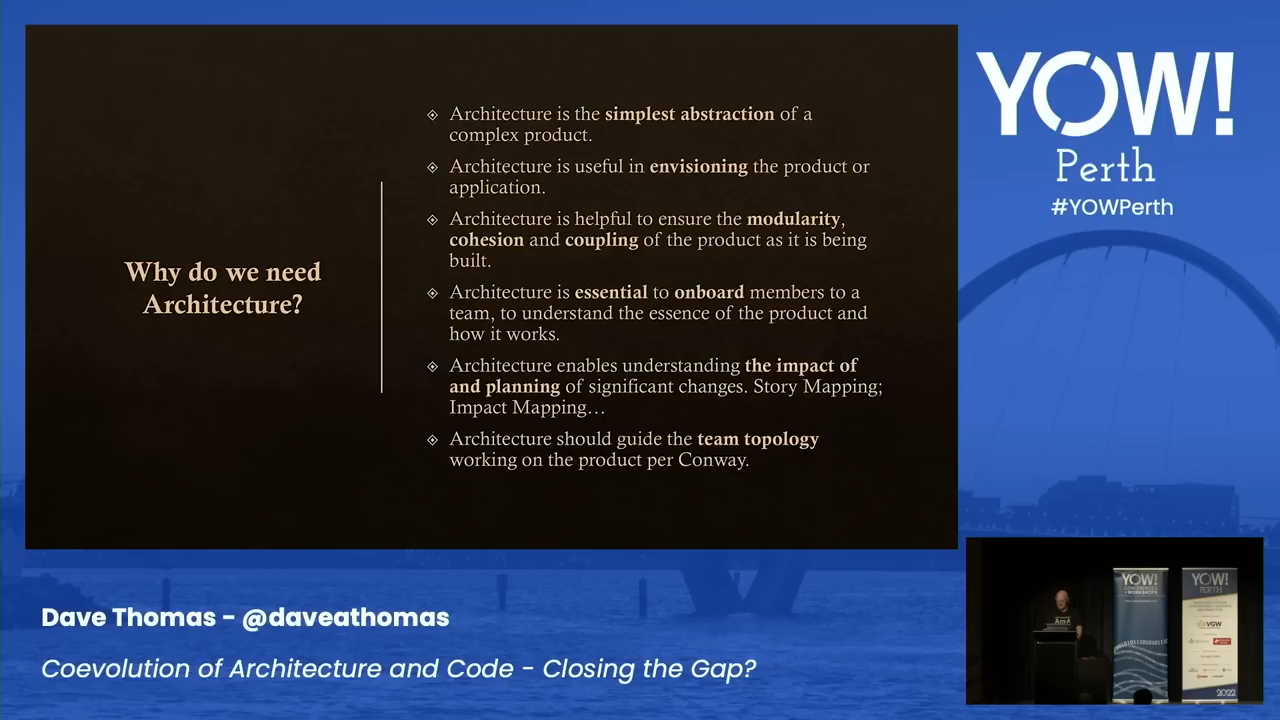 Why do we need
Architecture?
Architecture is the simplest abstraction of a
complex product.
Architecture is useful in envisioning the product or
application.
Architecture is helpful to ensure the modularity,
cohesion and coupling of the product as it is being
built.
Architecture is essential to onboard members to a
team, to understand the essence of the product and
how it works.
Architecture enables understanding the impact of
and planning of significant changes. Story Mapping;
Impact Mapping…
Architecture should guide the team topology
working on the product per Conway.
YOW!
Perth
#YOWPerth
Dave Thomas - @daveathomas
Coevolution of Architecture and Code - Closing the Gap?
YOW!
YOW!
PERTH
VGW
2022